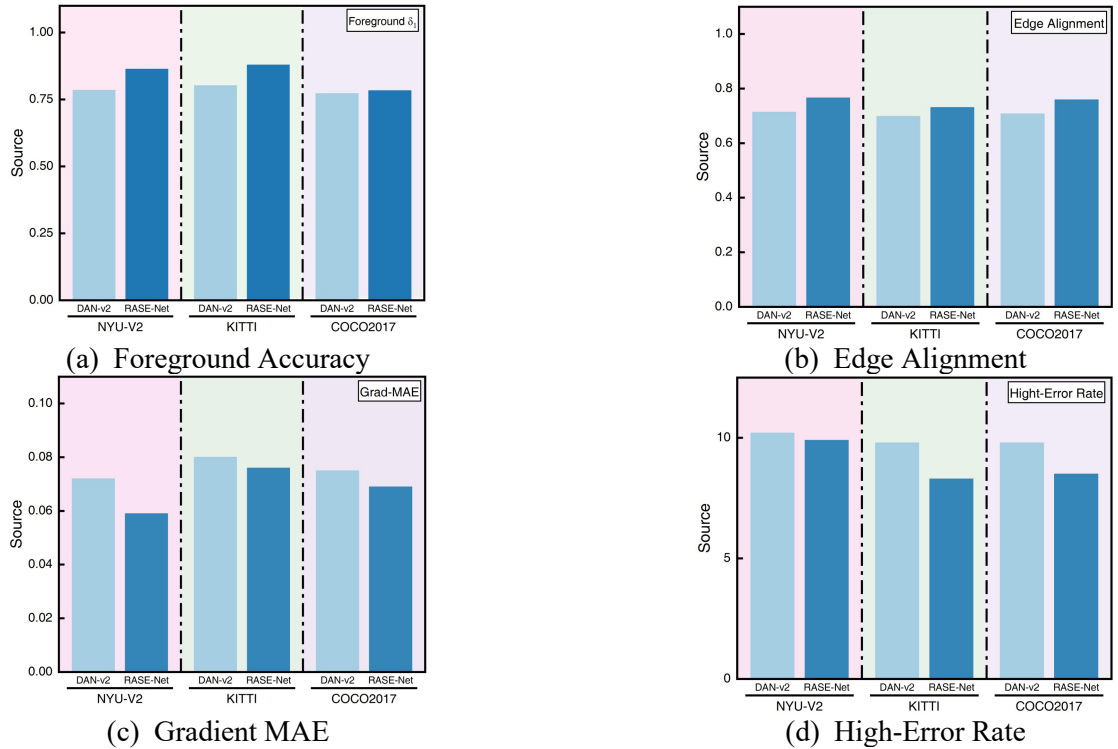 Foreground δ₁
1.00
0.75
0.50
0.25
0.00
Source
DAN-v2 RASE-Net DAN-v2 RASE-Net DAN-v2 RASE-Net
NYU-V2 KITTI COCO2017
(a) Foreground Accuracy
Edge Alignment
1.0
0.8
0.6
0.4
0.2
0.0
Source
DAN-v2 RASE-Net DAN-v2 RASE-Net DAN-v2 RASE-Net
NYU-V2 KITTI COCO2017
(b) Edge Alignment
Grad-MAE
0.10
0.08
0.06
0.04
0.02
0.00
Source
DAN-v2 RASE-Net DAN-v2 RASE-Net DAN-v2 RASE-Net
NYU-V2 KITTI COCO2017
(c) Gradient MAE
Hight-Error Rate
10
5
0
Source
DAN-v2 RASE-Net DAN-v2 RASE-Net DAN-v2 RASE-Net
NYU-V2 KITTI COCO2017
(d) High-Error Rate